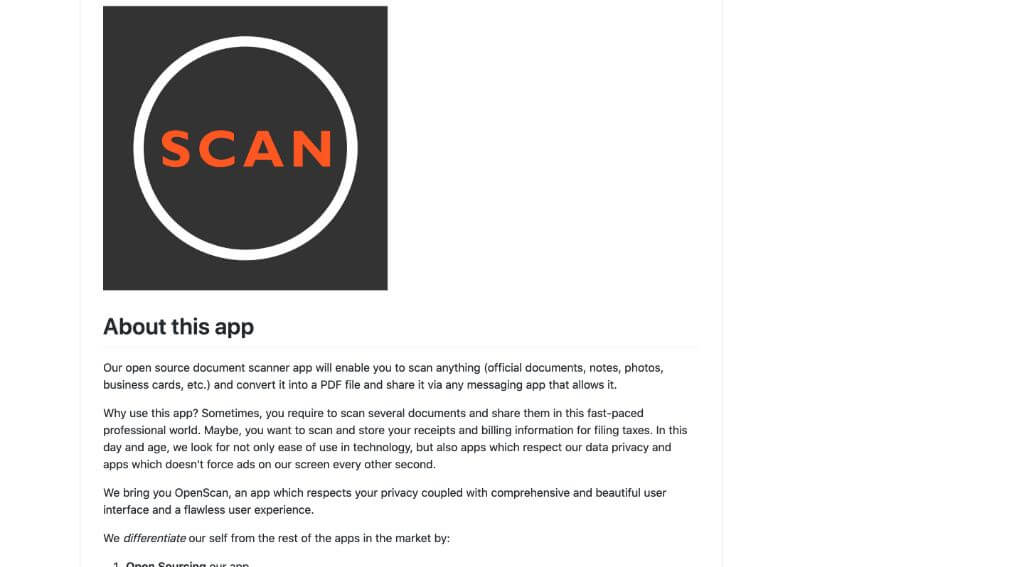 SCAN
About this app
Our open source document scanner app will enable you to scan anything (official documents, notes, photos,
business cards, etc.) and convert it into a PDF file and share it via any messaging app that allows it.
Why use this app? Sometimes, you require to scan several documents and share them in this fast-paced
professional world. Maybe, you want to scan and store your receipts and billing information for filing taxes. In this
day and age, we look for not only ease of use in technology, but also apps which respect our data privacy and
apps which doesn't force ads on our screen every other second.
We bring you OpenScan, an app which respects your privacy coupled with comprehensive and beautiful user
interface and a flawless user experience.
We differentiate our self from the rest of the apps in the market by:
1. Open Sourcing our app